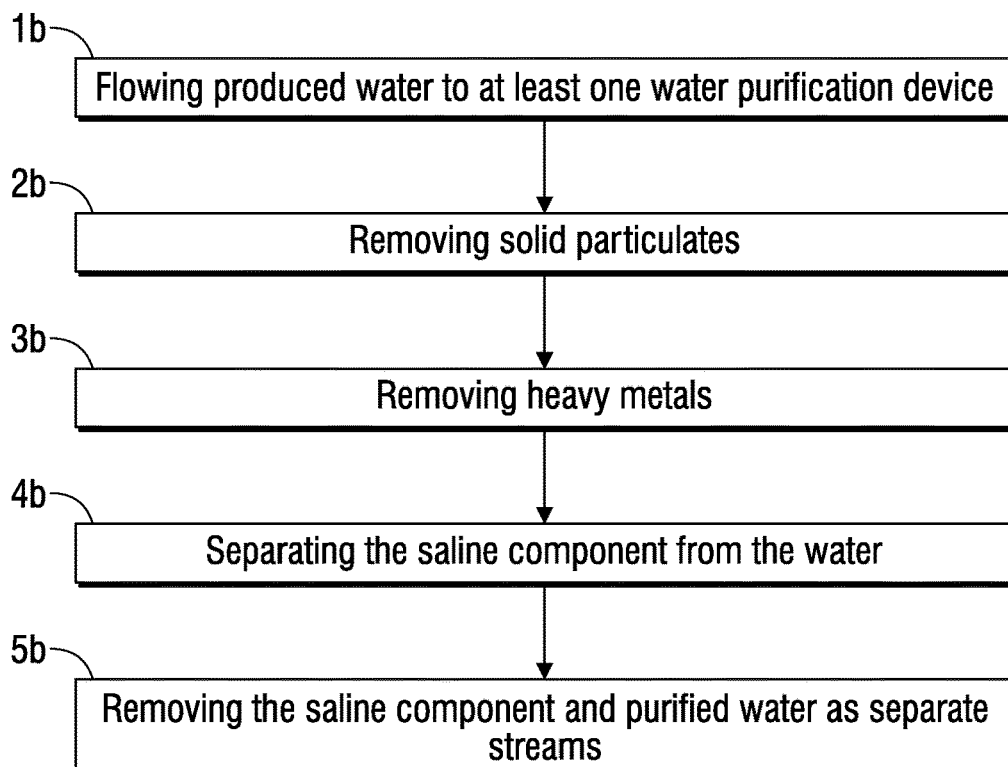 1b
Flowing produced water to at least one water purification device
2b
Removing solid particulates
3b
Removing heavy metals
4b
Separating the saline component from the water
5b
Removing the saline component and purified water as separate
streams